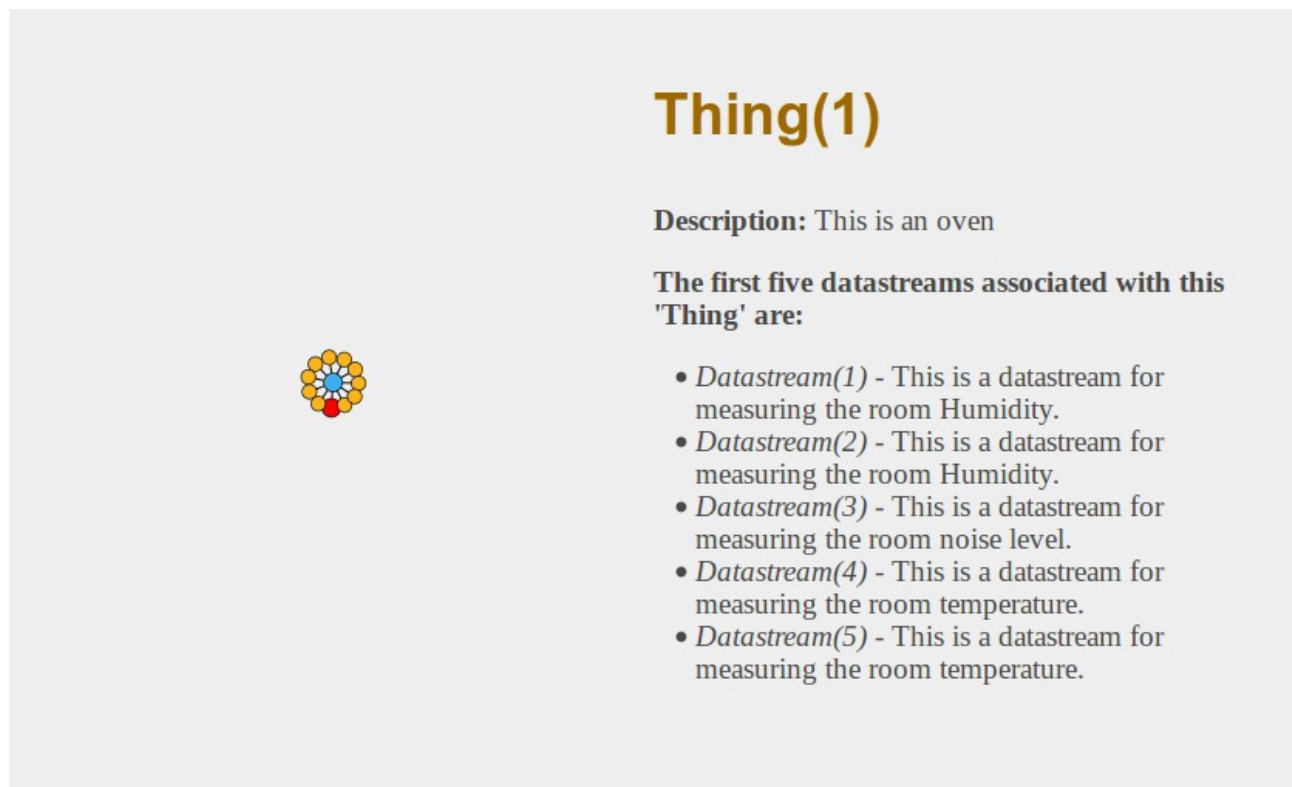 Thing(1)
Description: This is an oven
The first five datastreams associated with this
'Thing' are:
• Datastream(1) - This is a datastream for
measuring the room Humidity.
• Datastream(2) - This is a datastream for
measuring the room Humidity.
• Datastream(3) - This is a datastream for
measuring the room noise level.
• Datastream(4) - This is a datastream for
measuring the room temperature.
• Datastream(5) - This is a datastream for
measuring the room temperature.